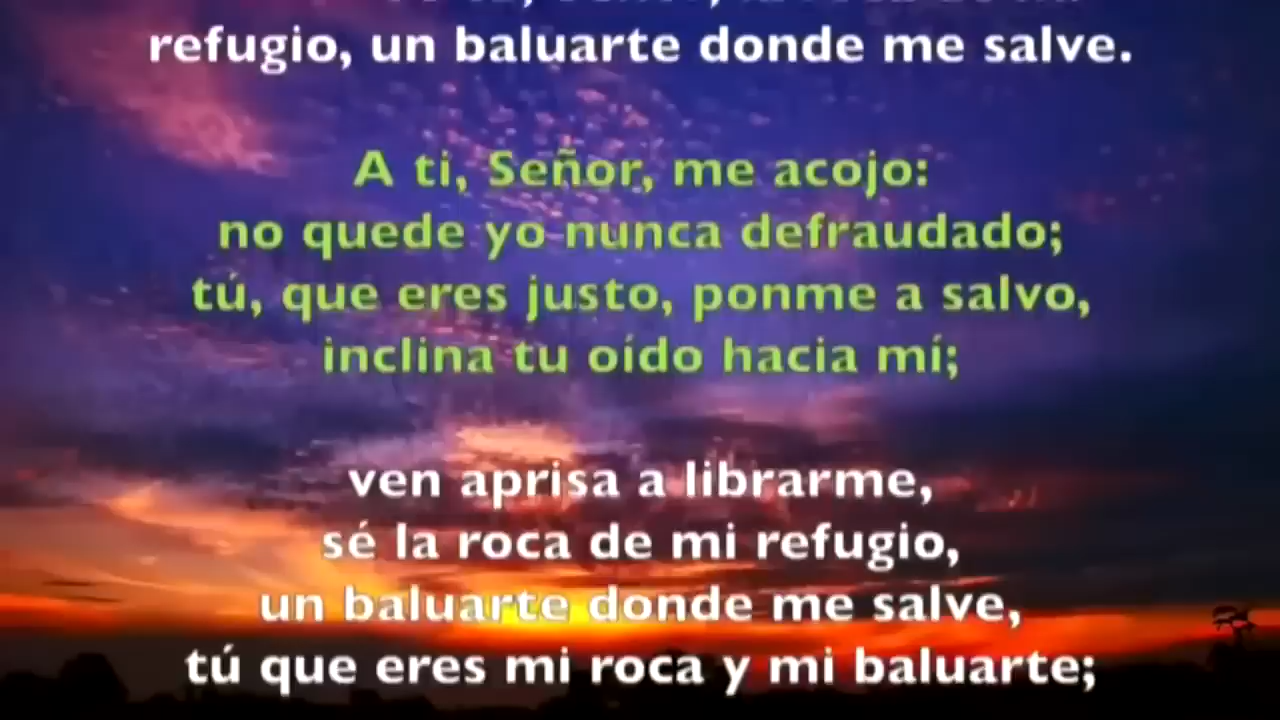 refugio, un baluarte donde me salve.
A ti, Señor, me acojo:
no quede yo nunca defraudado;
tú, que eres justo, ponme a salvo,
inclina tu oído hacia mí;
ven aprisa a librarme,
sé la roca de mi refugio,
un baluarte donde me salve,
tú que eres mi roca y mi baluarte;